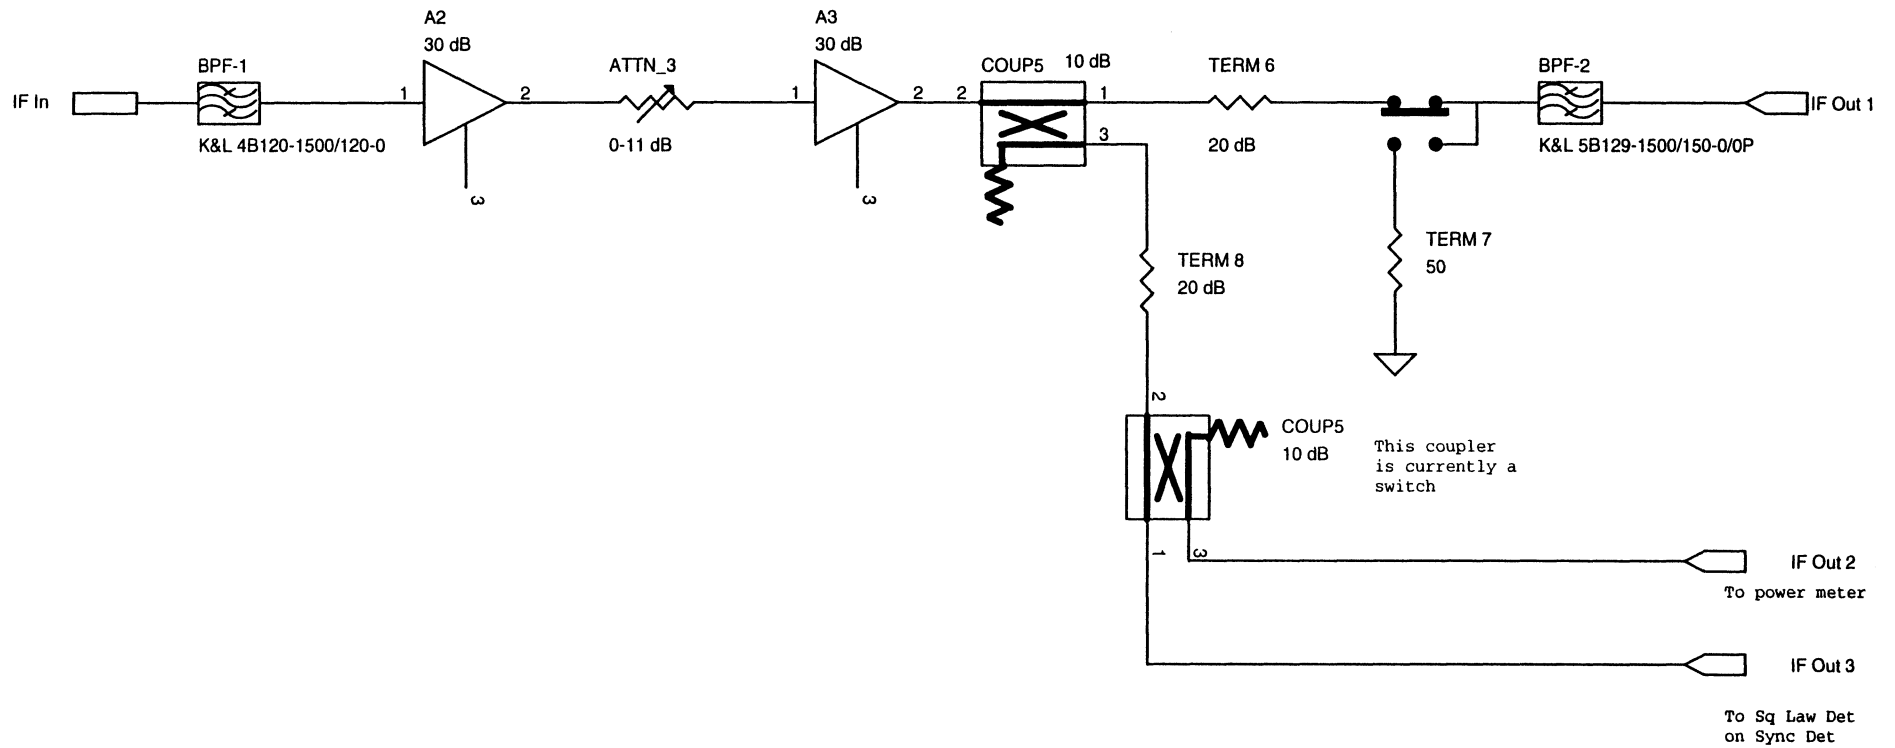 A2
30 dB
A3
30 dB
BPF-1
ATTN_3
COUP5
10 dB
TERM 6
BPF-2
IF In
1
2
1
2
2
1
IF Out 1
3
K&L 4B120-1500/120-0
0-11 dB
20 dB
K&L 5B129-1500/150-0/0P
3
3
TERM 7
50
TERM 8
20 dB
2
COUP5
10 dB
This coupler
is currently a
switch
1
3
IF Out 2
To power meter
IF Out 3
To Sq Law Det
on Sync Det